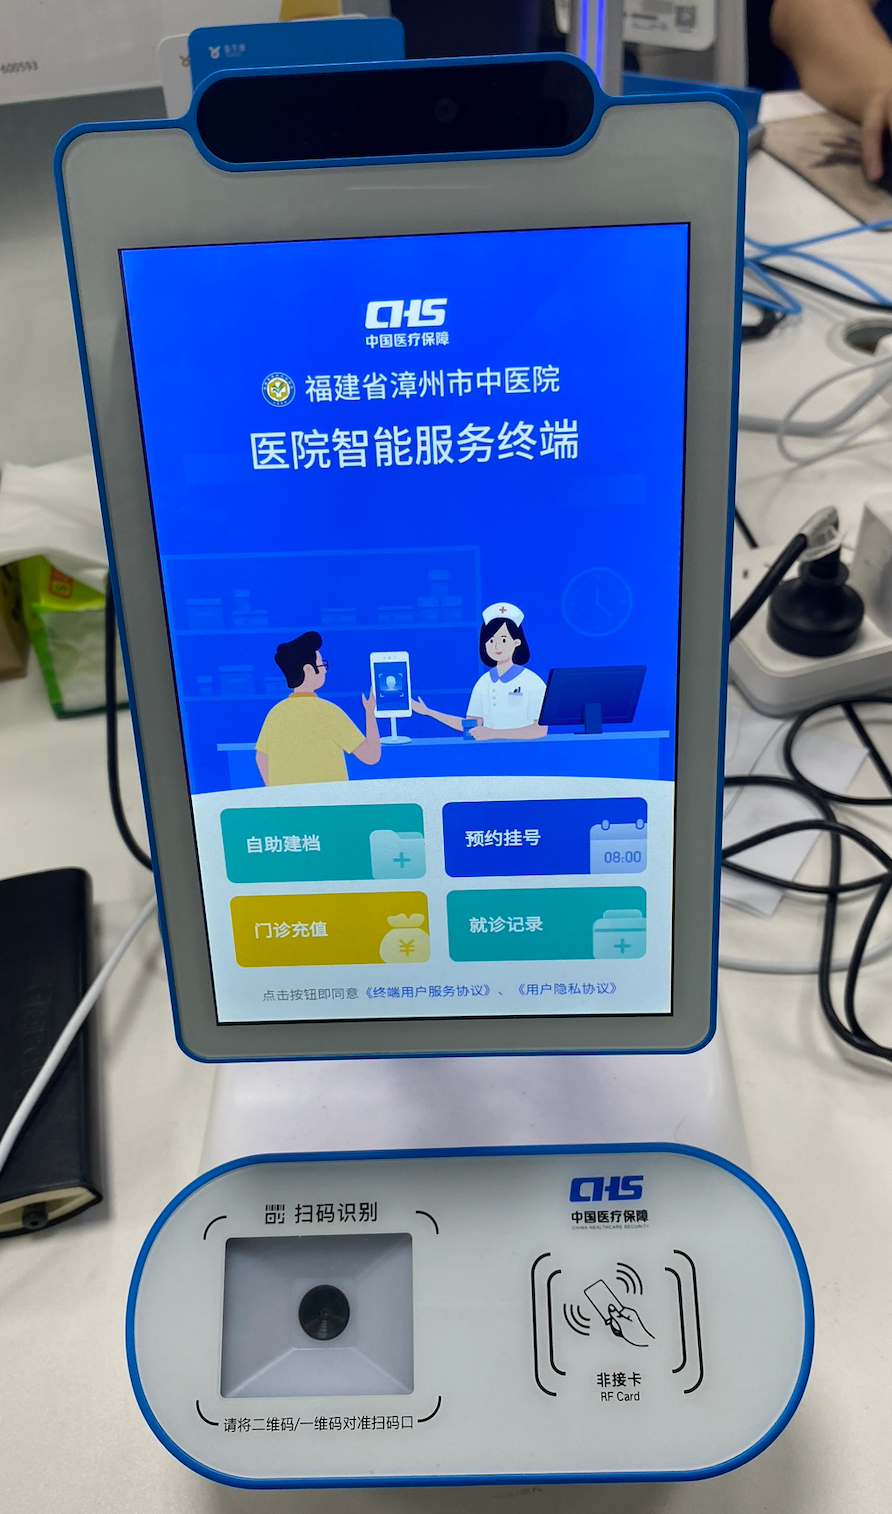 600593
CHS
中国医疗保障
福建省漳州市中医院
医院智能服务终端
自助建档
预约挂号
08:00
门诊充值
¥
就诊记录
点击按钮即同意《终端用户服务协议》、《用户隐私协议》
扫码识别
CHS
中国医疗保障
CHINA HEALTHCARE SECURITY
非接卡
RF Card
请将二维码/一维码对准扫码口